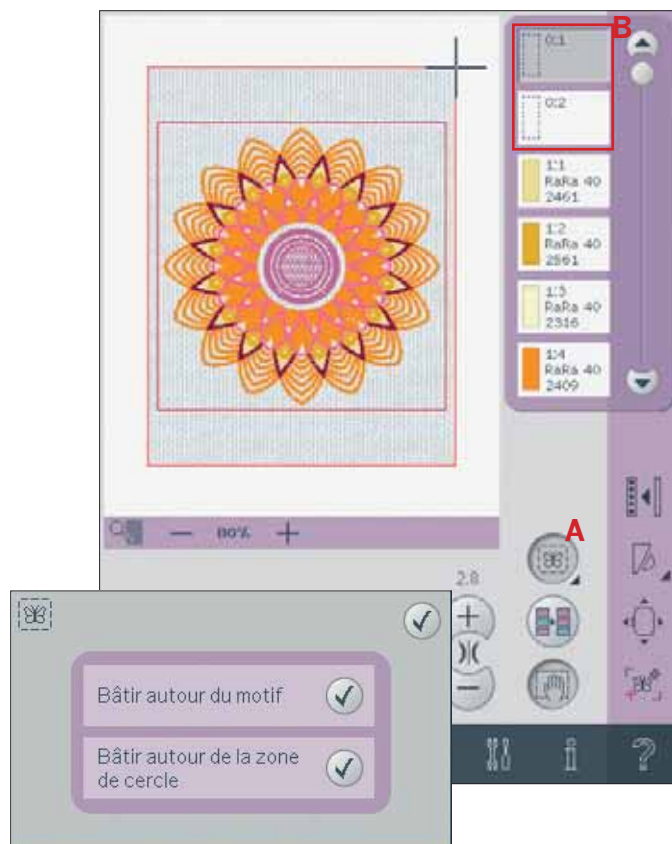 B
0:1
0:2
1:1
RaRa 40
2461
1:2
RaRa 40
2561
1:3
RaRa 40
2316
1:4
RaRa 40
2409
A
2.8
Bâtir autour du motif
Bâtir autour de la zone
de cercle
i
?